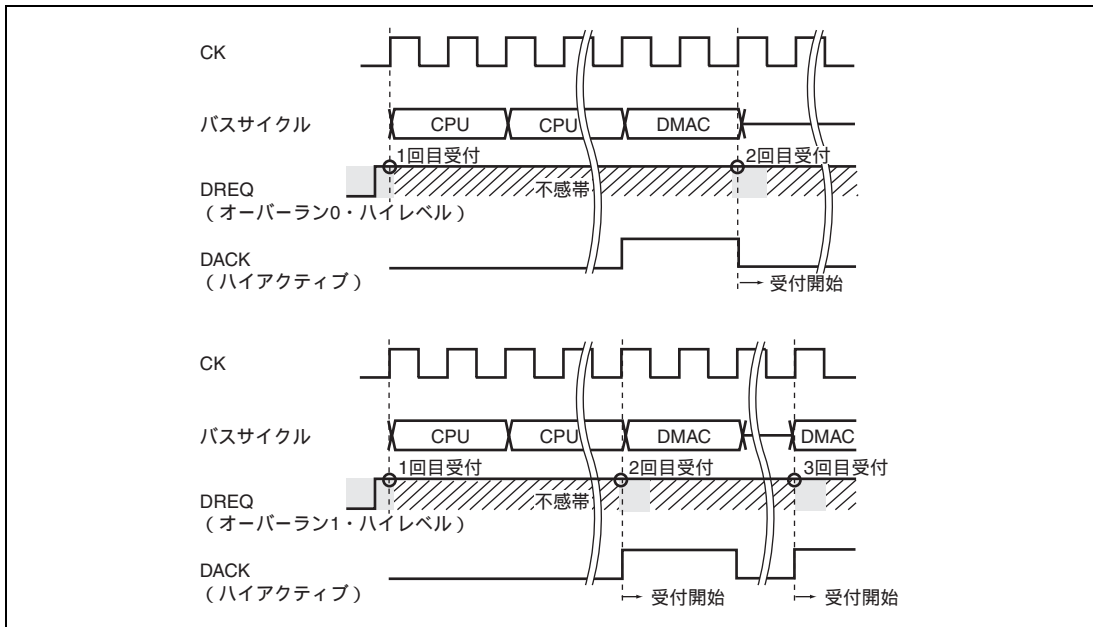 CK
バスサイクル
CPU CPU DMAC
1回目受付 2回目受付
DREQ
（オーバーラン0・ハイレベル）
不感帯
DACK
（ハイアクティブ）
受付開始
CK
バスサイクル
CPU CPU DMAC DMAC
1回目受付 2回目受付 3回目受付
DREQ
（オーバーラン1・ハイレベル）
不感帯
DACK
（ハイアクティブ）
受付開始 受付開始